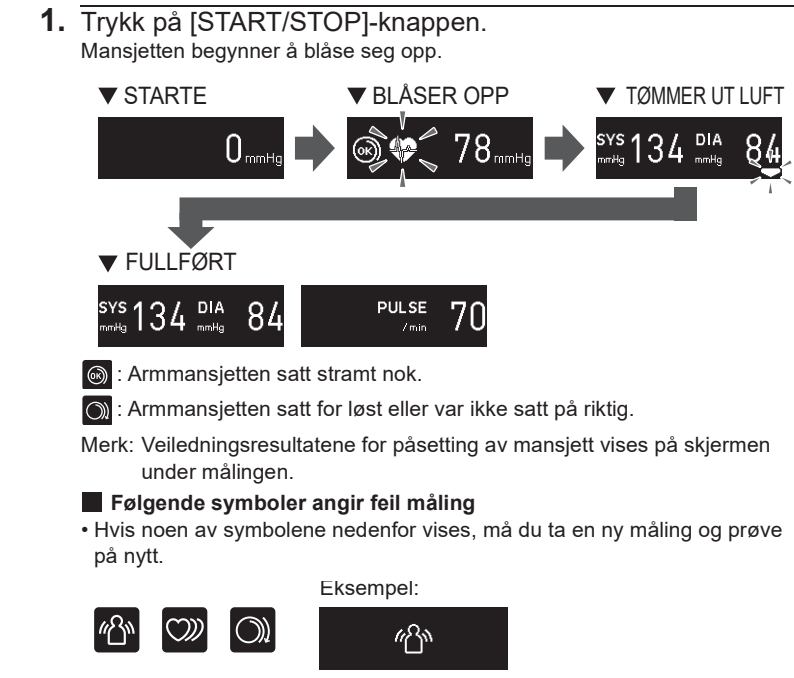 1. Trykk på [START/STOP]-knappen.
Mansjetten begynner å blåse seg opp.
▼ STARTE ▼ BLÅSER OPP ▼ TØMMER UT LUFT
0 mmHg OK 78 mmHg SYS mmHg 134 DIA mmHg 84
▼ FULLFØRT
SYS mmHg 134 DIA mmHg 84 PULSE /min 70
OK : Armmansjetten satt stramt nok.
: Armmansjetten satt for løst eller var ikke satt på riktig.
Merk: Veiledningsresultatene for påsetting av mansjett vises på skjermen
under målingen.
■ Følgende symboler angir feil måling
• Hvis noen av symbolene nedenfor vises, må du ta en ny måling og prøve
på nytt.
Eksempel: